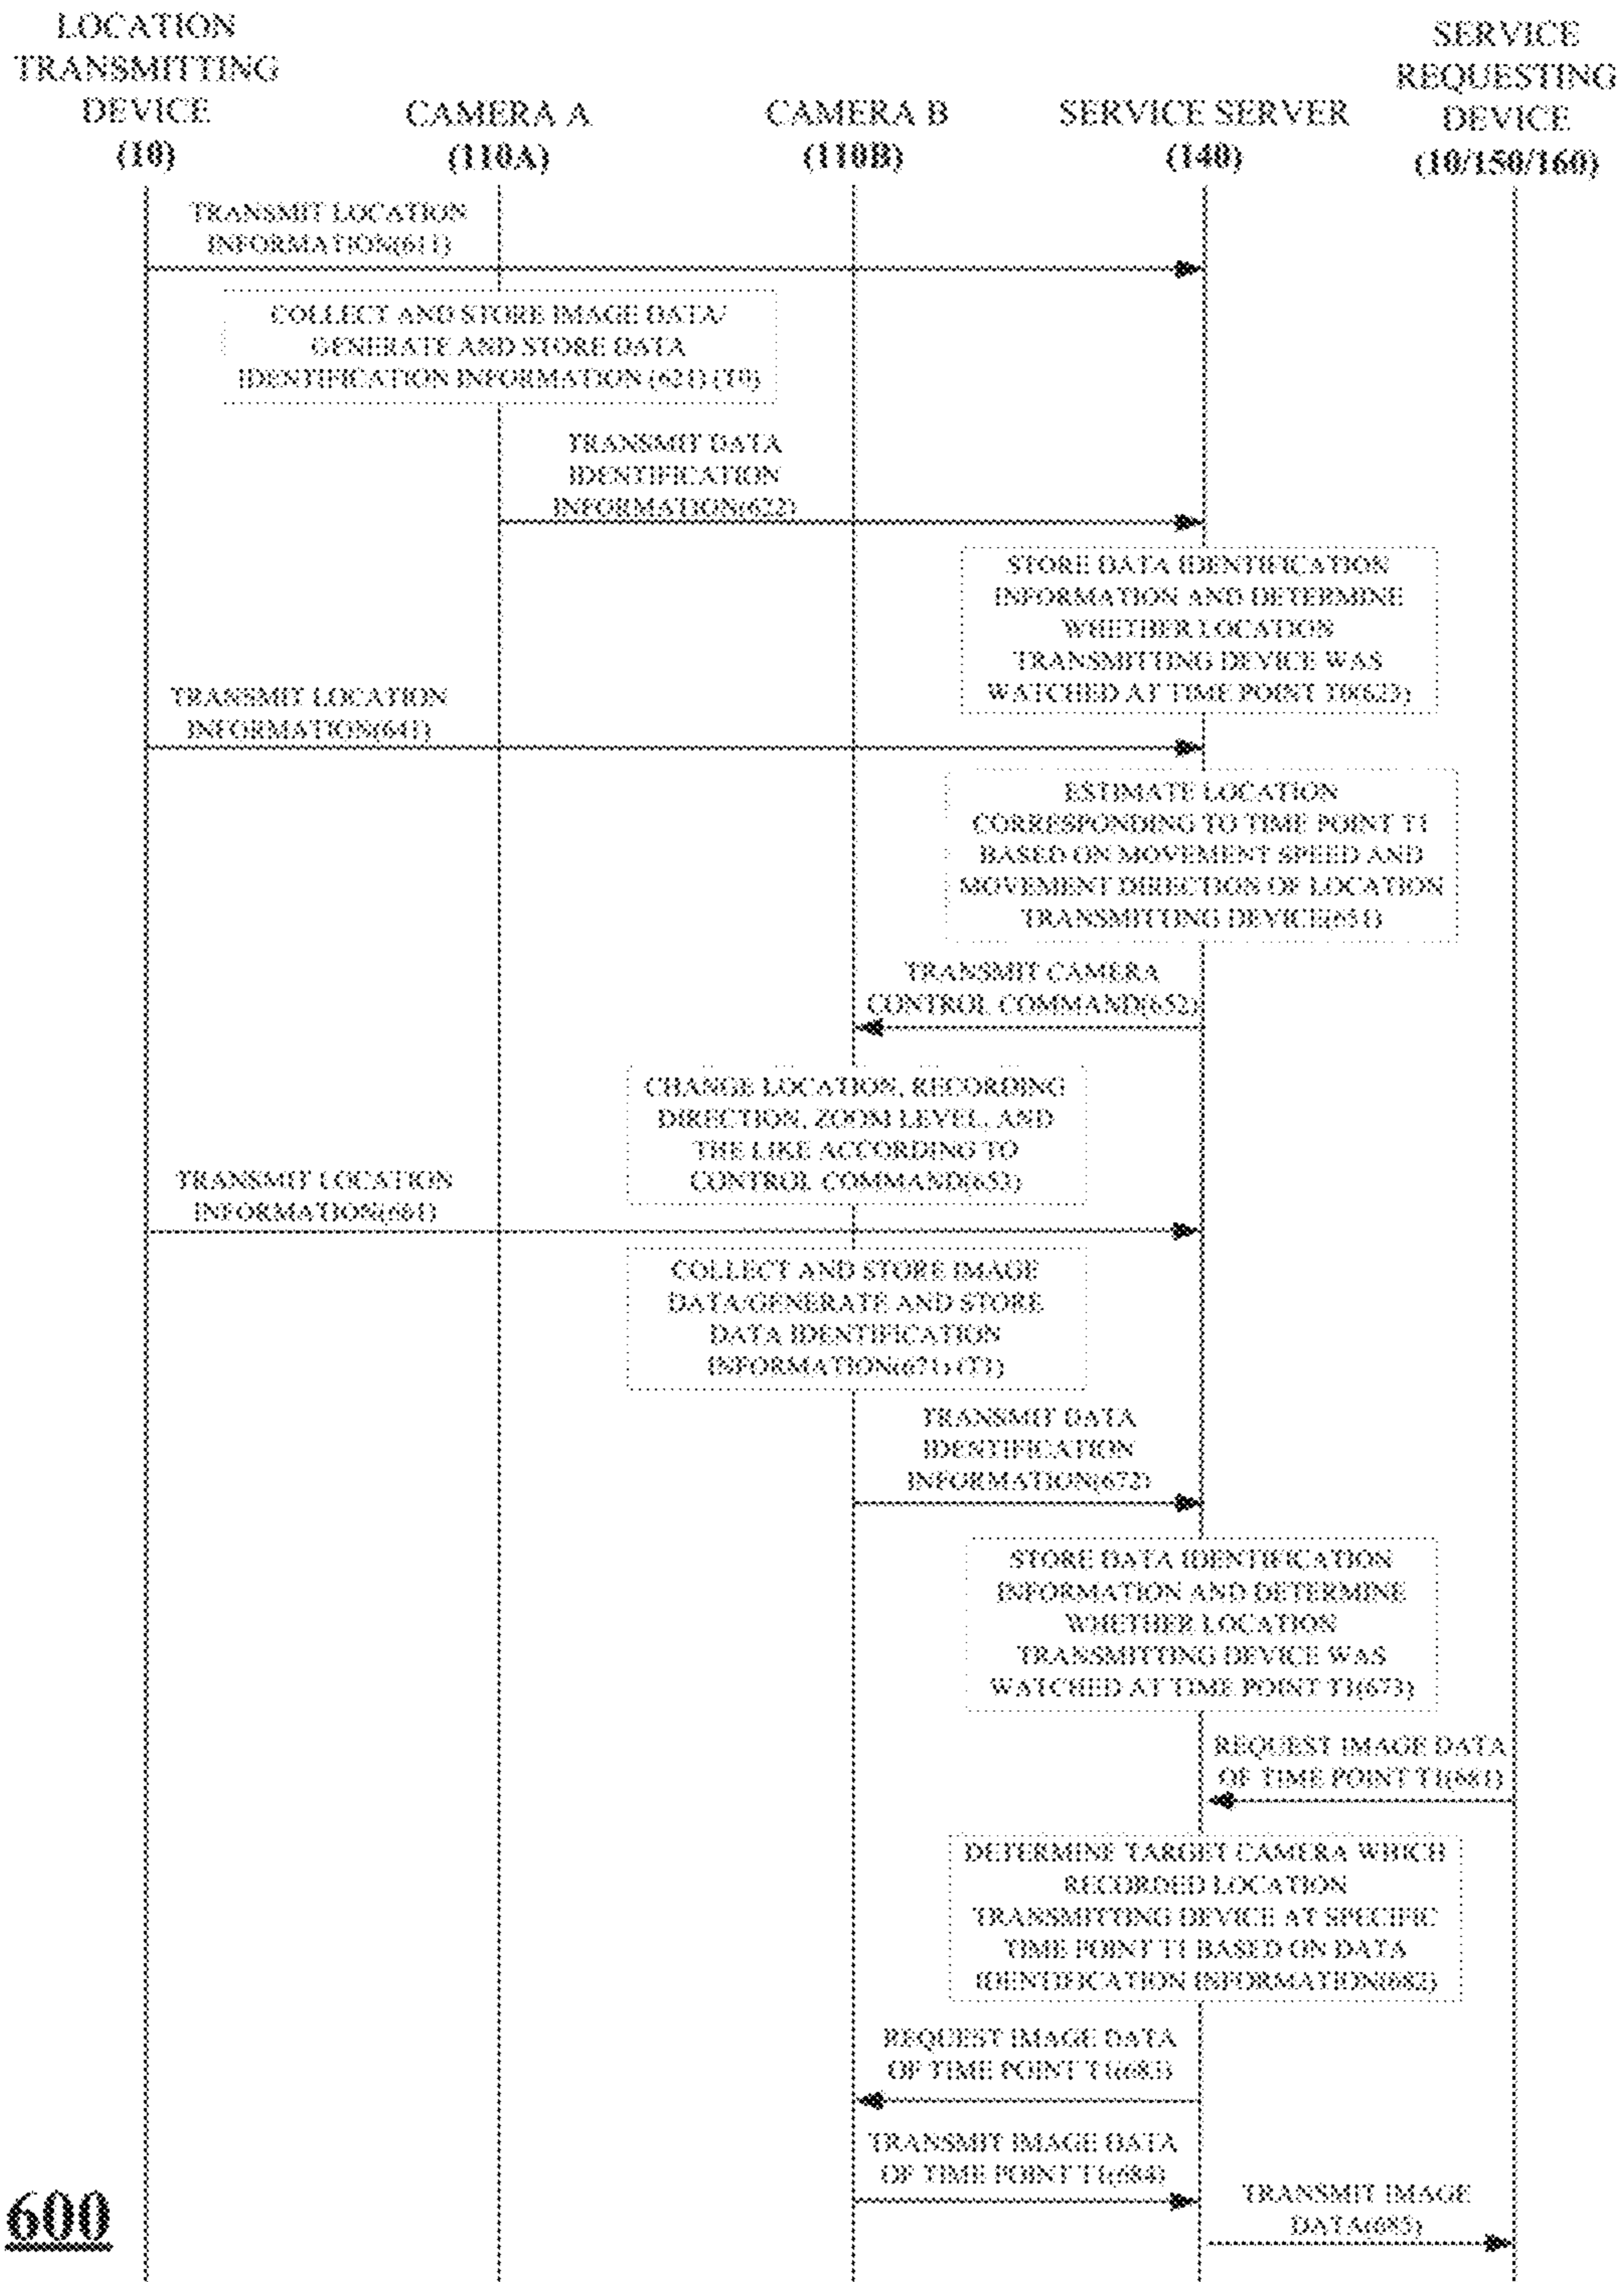 LOCATION
TRANSMITTING
DEVICE
(10)
CAMERA A
(110A)
CAMERA B
(110B)
SERVICE SERVER
(140)
SERVICE
REQUESTING
DEVICE
(10/150/160)
TRANSMIT LOCATION
INFORMATION(611)
COLLECT AND STORE IMAGE DATA/
GENERATE AND STORE DATA
IDENTIFICATION INFORMATION (621) (T0)
TRANSMIT DATA
IDENTIFICATION
INFORMATION(622)
STORE DATA IDENTIFICATION
INFORMATION AND DETERMINE
WHETHER LOCATION
TRANSMITTING DEVICE WAS
WATCHED AT TIME POINT T0(623)
TRANSMIT LOCATION
INFORMATION(641)
ESTIMATE LOCATION
CORRESPONDING TO TIME POINT T1
BASED ON MOVEMENT SPEED AND
MOVEMENT DIRECTION OF LOCATION
TRANSMITTING DEVICE(651)
TRANSMIT CAMERA
CONTROL COMMAND(652)
CHANGE LOCATION, RECORDING
DIRECTION, ZOOM LEVEL, AND
THE LIKE ACCORDING TO
CONTROL COMMAND(653)
TRANSMIT LOCATION
INFORMATION(661)
COLLECT AND STORE IMAGE
DATA/GENERATE AND STORE
DATA IDENTIFICATION
INFORMATION(671) (T1)
TRANSMIT DATA
IDENTIFICATION
INFORMATION(672)
STORE DATA IDENTIFICATION
INFORMATION AND DETERMINE
WHETHER LOCATION
TRANSMITTING DEVICE WAS
WATCHED AT TIME POINT T1(673)
REQUEST IMAGE DATA
OF TIME POINT T1(681)
DETERMINE TARGET CAMERA WHICH
RECORDED LOCATION
TRANSMITTING DEVICE AT SPECIFIC
TIME POINT T1 BASED ON DATA
IDENTIFICATION INFORMATION(682)
REQUEST IMAGE DATA
OF TIME POINT T1(683)
TRANSMIT IMAGE DATA
OF TIME POINT T1(684)
TRANSMIT IMAGE
DATA(685)
600